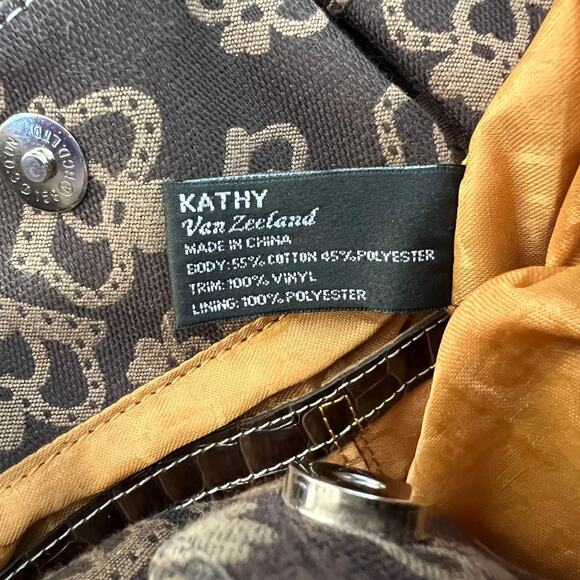 KATHY
Van Zeeland
MADE IN CHINA
BODY: 55% COTTON 45% POLYESTER
TRIM: 100% VINYL
LINING: 100% POLYESTER